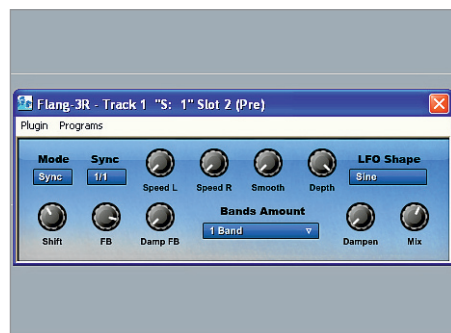 Flang-3R - Track 1 "S: 1" Slot 2 (Pre)
Plugin Programs
Mode Sync LFO Shape
Sync 1/1 Sine
Speed L Speed R Smooth Depth
Bands Amount
1 Band
Shift FB Damp FB Dampen Mix